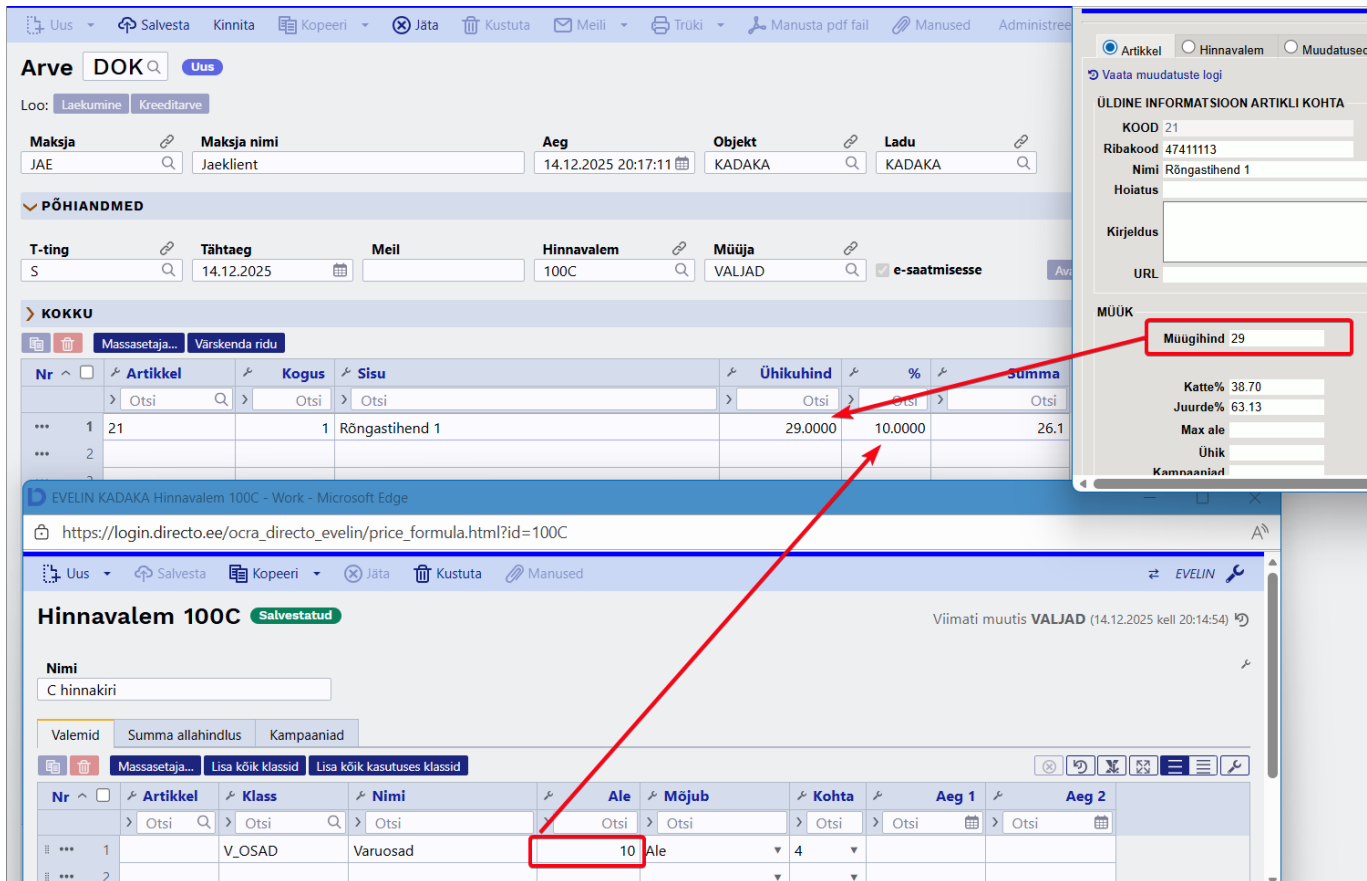 Uus Salvesta Kinnita Kopeeri Jäta Kustuta Meili Trüki Manusta pdf fail Manused Administree
Arve DOK Uus
Loo: Laekumine Kreeditarve
Maksja Maksja nimi Aeg Objekt Ladu
JAE Jaeklient 14.12.2025 20:17:11 KADAKA KADAKA
PÕHIANDMED
T-ting Tähtaeg Meil Hinnavalem Müüja
S 14.12.2025 100C VALJAD e-saatmisesse Ava
KOKKU
Massasetaja... Värskenda ridu
Nr Artikkel Kogus Sisu Ühikuhind % Summa
Otsi Otsi Otsi Otsi Otsi Otsi
1 21 1 Rõngastihend 1 29.0000 10.0000 26.1
2
Artikkel Hinnavalem Muudatused
Vaata muudatuste logi
ÜLDINE INFORMATSIOON ARTIKLI KOHTA
KOOD 21
Ribakood 47411113
Nimi Rõngastihend 1
Hoiatus
Kirjeldus
URL
MÜÜK
Müügihind 29
Katte% 38.70
Juurde% 63.13
Max ale
Ühik
Kampaaniad
EVELIN KADAKA Hinnavalem 100C - Work - Microsoft Edge
https://login.directo.ee/ocra_directo_evelin/price_formula.html?id=100C
Uus Salvesta Kopeeri Jäta Kustuta Manused EVELIN
Hinnavalem 100C Salvestatud Viimati muutis VALJAD (14.12.2025 kell 20:14:54)
Nimi
C hinnakiri
Valemid Summa allahindlus Kampaaniad
Massasetaja... Lisa kõik klassid Lisa kõik kasutuses klassid
Nr Artikkel Klass Nimi Ale Mõjub Kohta Aeg 1 Aeg 2
Otsi Otsi Otsi Otsi Otsi Otsi Otsi Otsi
1 V_OSAD Varuosad 10 Ale 4
2